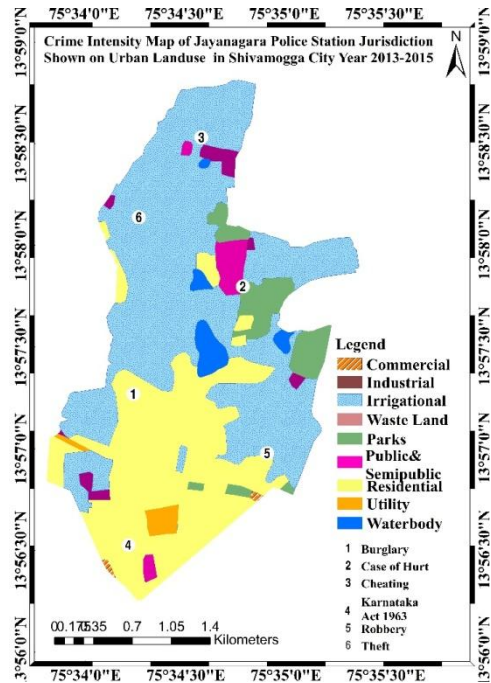 75°34'0"E 75°34'30"E 75°35'0"E 75°35'30"E
Crime Intensity Map of Jayanagara Police Station Jurisdiction
Shown on Urban Landuse in Shivamogga City Year 2013-2015
N
13°59'0"N
13°59'0"N
13°58'30"N
13°58'30"N
13°58'0"N
13°58'0"N
13°57'30"N
13°57'30"N
13°57'0"N
13°57'0"N
13°56'30"N
13°56'30"N
13°56'0"N
13°56'0"N
3
6
2
1
5
4
Legend
Commercial
Industrial
Irrigational
Waste Land
Parks
Public&
Semipublic
Residential
Utility
Waterbody
1 Burglary
2 Case of Hurt
3 Cheating
4 Karnataka
Act 1963
5 Robbery
6 Theft
0 0.175 0.35 0.7 1.05 1.4
Kilometers
75°34'0"E 75°34'30"E 75°35'0"E 75°35'30"E